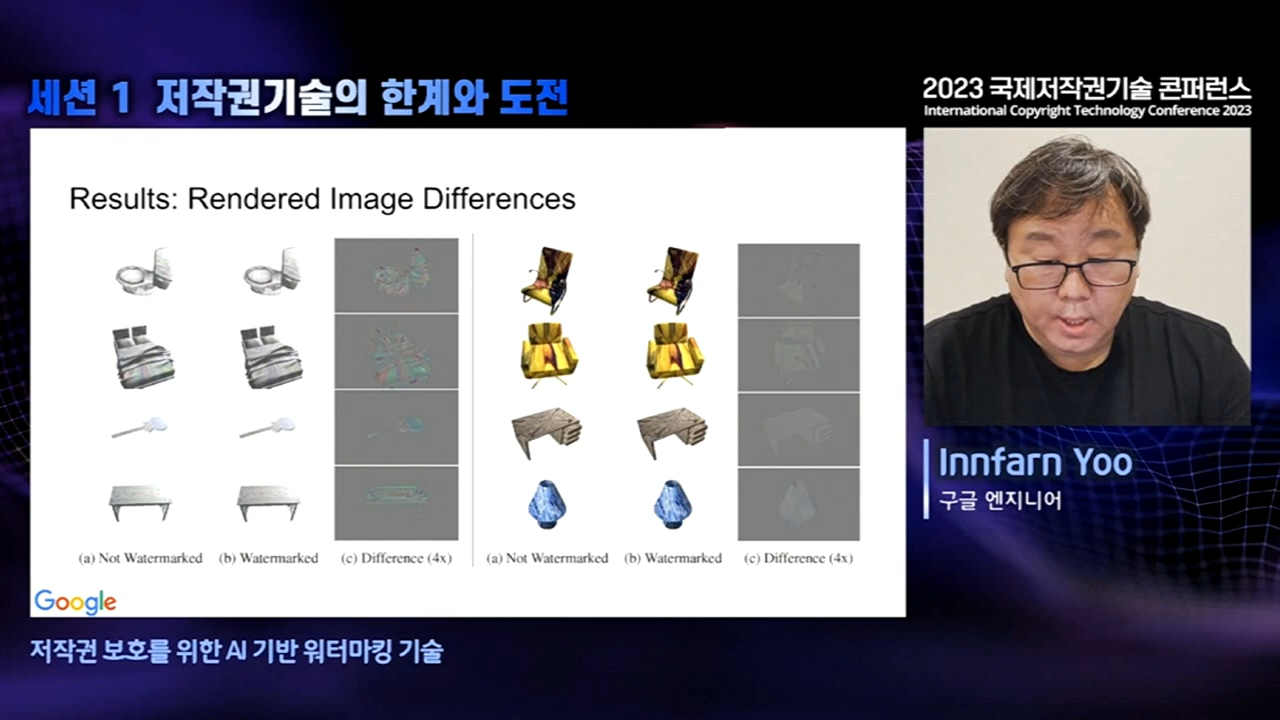 세션 1 저작권기술의 한계와 도전
2023 국제저작권기술 콘퍼런스
International Copyright Technology Conference 2023
Results: Rendered Image Differences
(a) Not Watermarked (b) Watermarked (c) Difference (4x)
(a) Not Watermarked (b) Watermarked (c) Difference (4x)
Google
Innfarn Yoo
구글 엔지니어
저작권 보호를 위한 AI 기반 워터마킹 기술